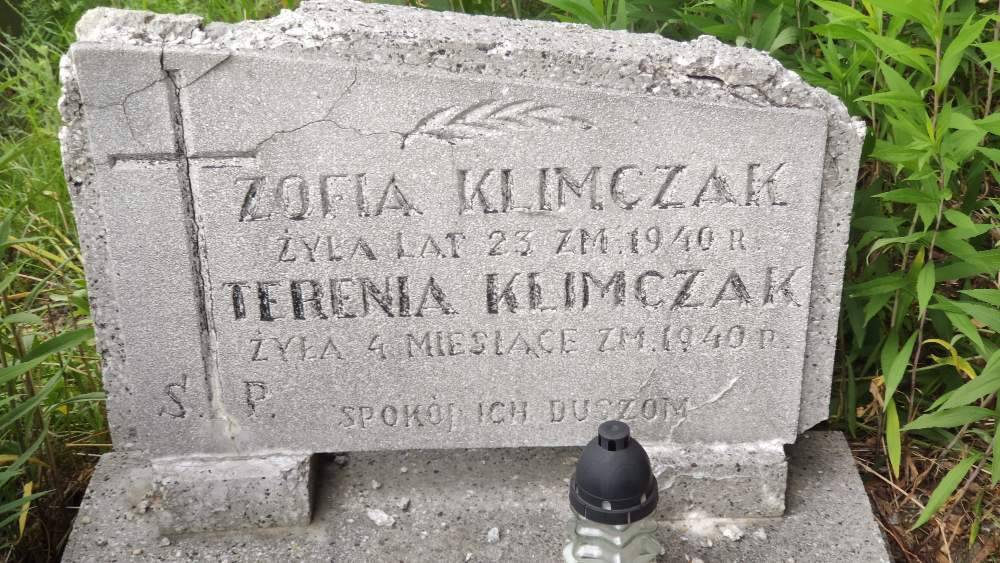 ZOFIA KLIMCZAK
ŻYŁA LAT 23 ZM. 1940 R.
TERENIA KLIMCZAK
ŻYŁA 4 MIESIĄCE ZM. 1940 R.
Ś. P.
SPOKÓJ ICH DUSZOM